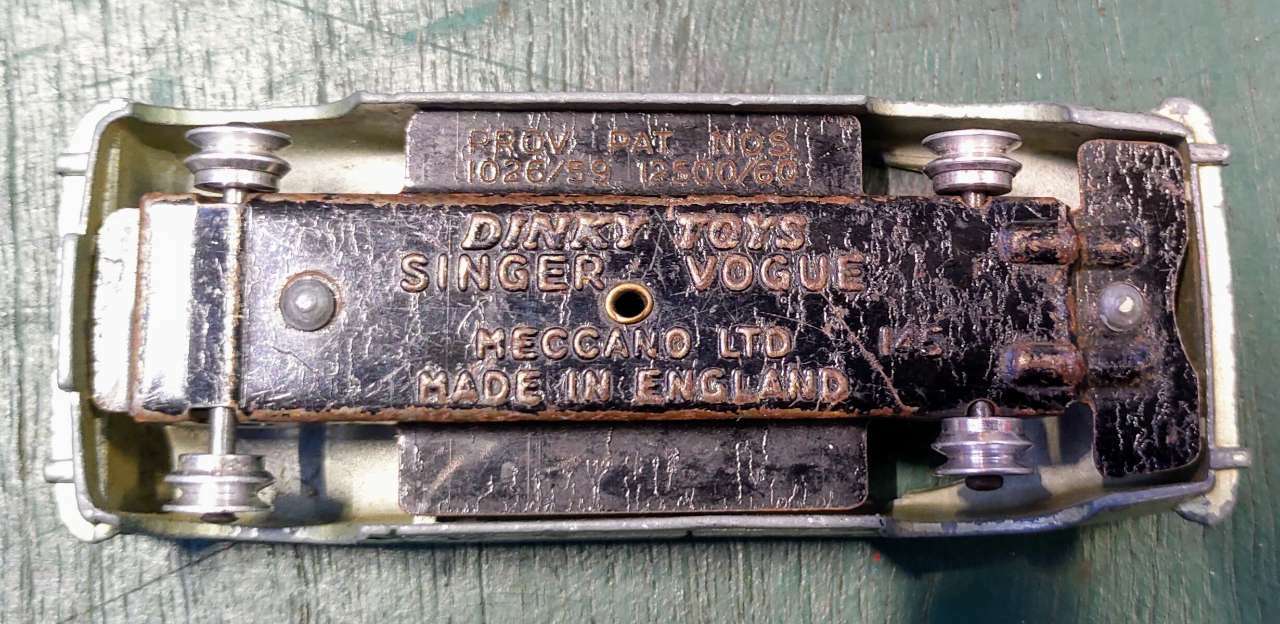 PROV PAT NOS
1026/59 12500/60
DINKY TOYS
SINGER VOGUE
MECCANO LTD 145
MADE IN ENGLAND